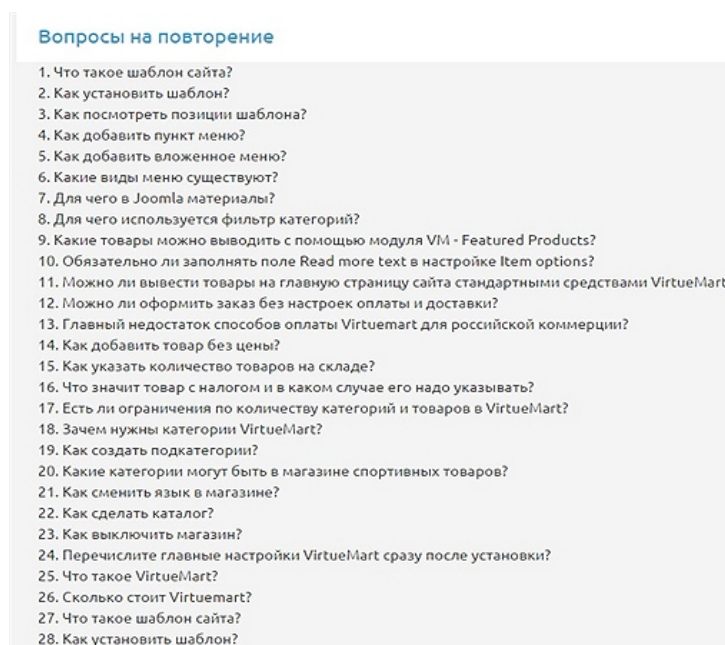 Вопросы на повторение
1. Что такое шаблон сайта?
2. Как установить шаблон?
3. Как посмотреть позиции шаблона?
4. Как добавить пункт меню?
5. Как добавить вложенное меню?
6. Какие виды меню существуют?
7. Для чего в Joomla материалы?
8. Для чего используется фильтр категорий?
9. Какие товары можно выводить с помощью модуля VM - Featured Products?
10. Обязательно ли заполнять поле Read more text в настройке Item options?
11. Можно ли вывести товары на главную страницу сайта стандартными средствами VirtueMart
12. Можно ли оформить заказ без настроек оплаты и доставки?
13. Главный недостаток способов оплаты Virtuemart для российской коммерции?
14. Как добавить товар без цены?
15. Как указать количество товаров на складе?
16. Что значит товар с налогом и в каком случае его надо указывать?
17. Есть ли ограничения по количеству категорий и товаров в VirtueMart?
18. Зачем нужны категории VirtueMart?
19. Как создать подкатегории?
20. Какие категории могут быть в магазине спортивных товаров?
21. Как сменить язык в магазине?
22. Как сделать каталог?
23. Как выключить магазин?
24. Перечислите главные настройки VirtueMart сразу после установки?
25. Что такое VirtueMart?
26. Сколько стоит Virtuemart?
27. Что такое шаблон сайта?
28. Как установить шаблон?